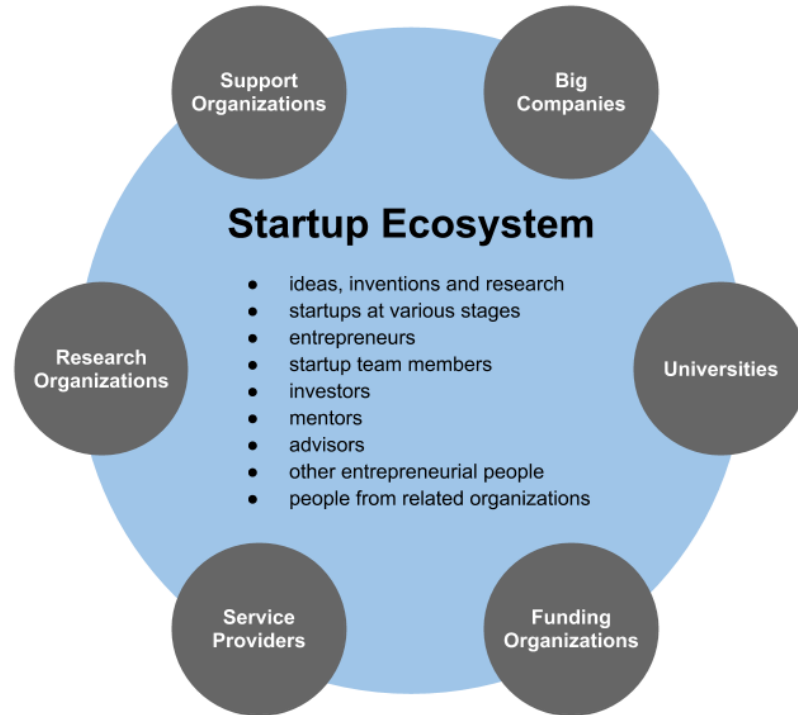 Support
Organizations
Big
Companies
Startup Ecosystem
● ideas, inventions and research
● startups at various stages
● entrepreneurs
● startup team members
● investors
● mentors
● advisors
● other entrepreneurial people
● people from related organizations
Research
Organizations
Universities
Service
Providers
Funding
Organizations